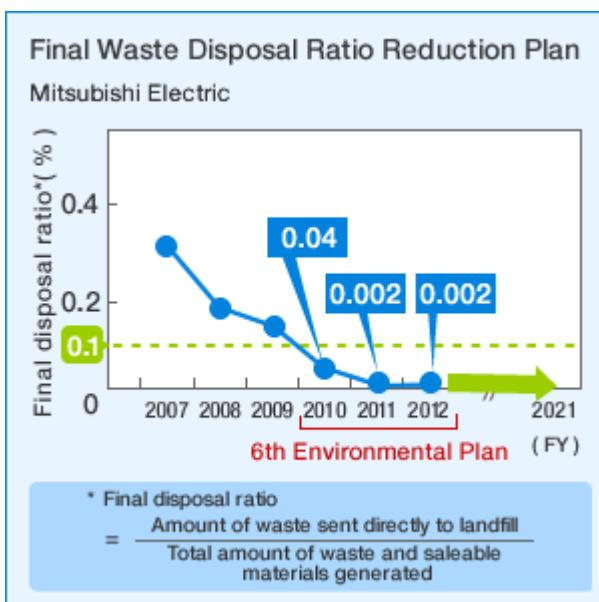 Final Waste Disposal Ratio Reduction Plan
Mitsubishi Electric
Final disposal ratio*( % )
0.4
0.2
0.1
0
0.04
0.002
0.002
2007
2008
2009
2010
2011
2012
//
2021
( FY )
6th Environmental Plan
* Final disposal ratio
= Amount of waste sent directly to landfill
Total amount of waste and saleable
materials generated